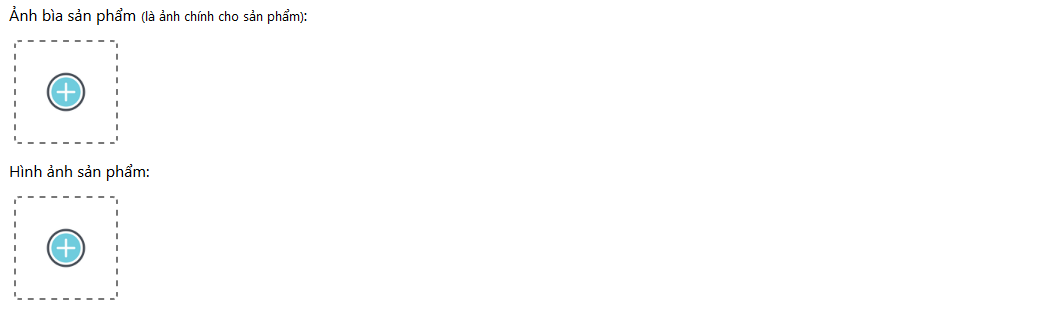 Ảnh bìa sản phẩm (là ảnh chính cho sản phẩm):
Hình ảnh sản phẩm: